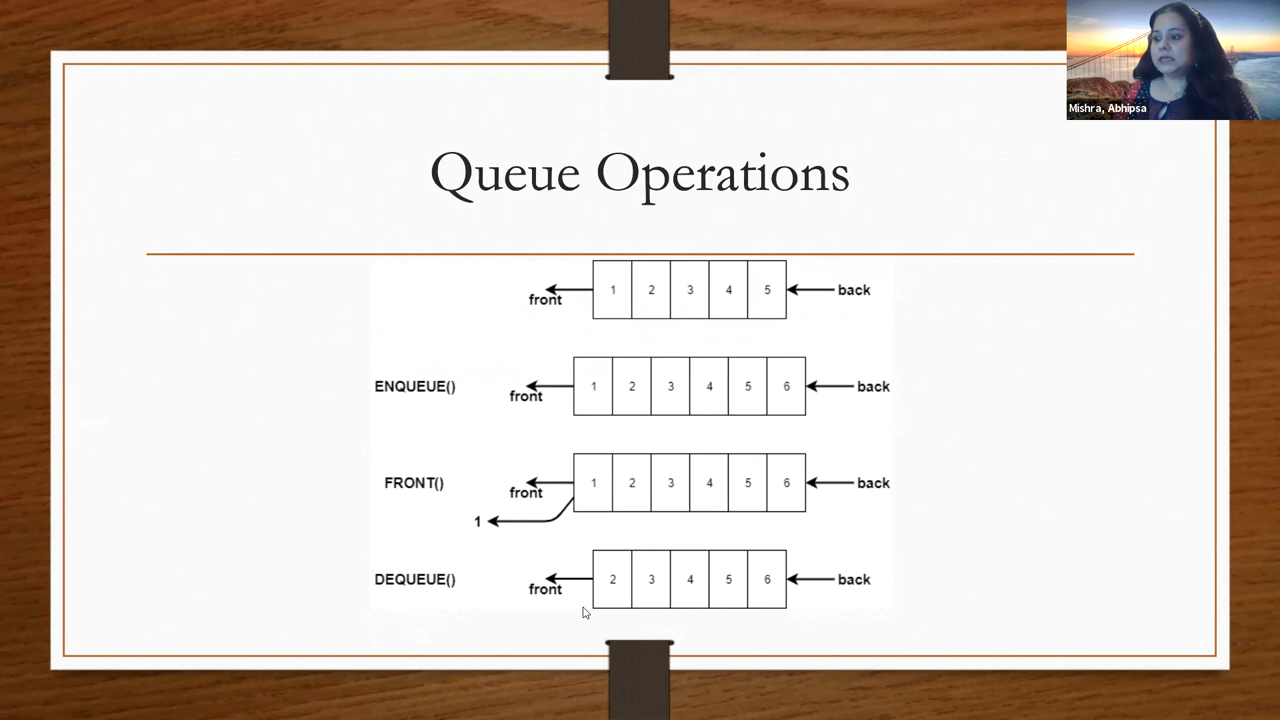 Mishra, Abhipsa
Queue Operations
front 1 2 3 4 5 back
ENQUEUE() front 1 2 3 4 5 6 back
FRONT() front 1 2 3 4 5 6 back
1
DEQUEUE() front 2 3 4 5 6 back